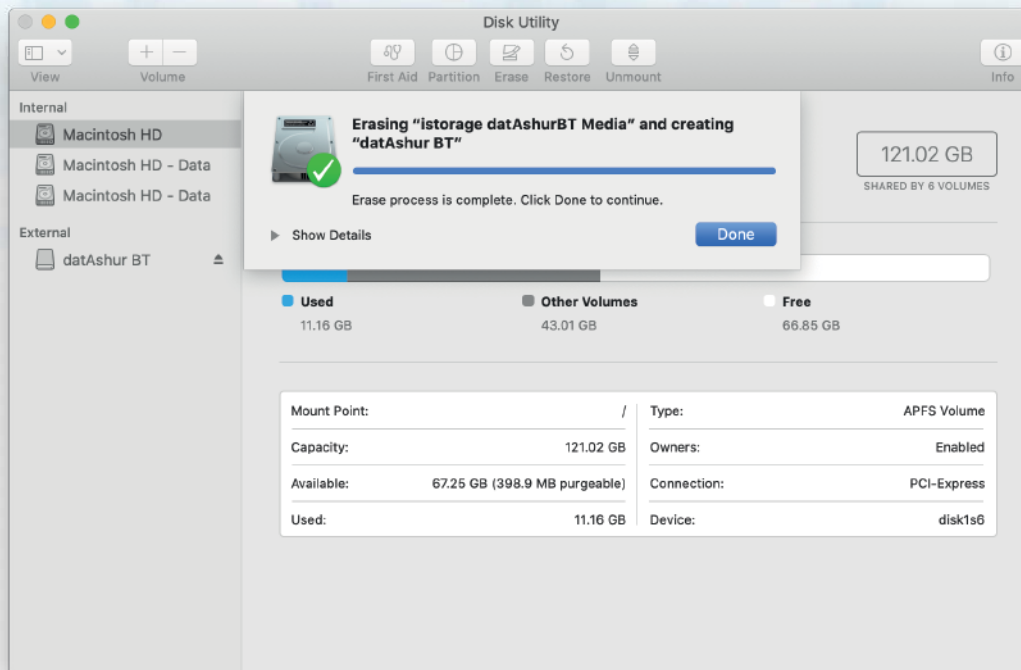 Disk Utility
View
Volume
First Aid
Partition
Erase
Restore
Unmount
Info
Internal
Macintosh HD
Macintosh HD - Data
Macintosh HD - Data
External
datAshur BT
Erasing “istorage datAshurBT Media” and creating
“datAshur BT”
Erase process is complete. Click Done to continue.
Show Details
Done
121.02 GB
SHARED BY 6 VOLUMES
Used
11.16 GB
Other Volumes
43.01 GB
Free
66.85 GB
Mount Point: /
Capacity: 121.02 GB
Available: 67.25 GB (398.9 MB purgeable)
Used: 11.16 GB
Type: APFS Volume
Owners: Enabled
Connection: PCI-Express
Device: disk1s6